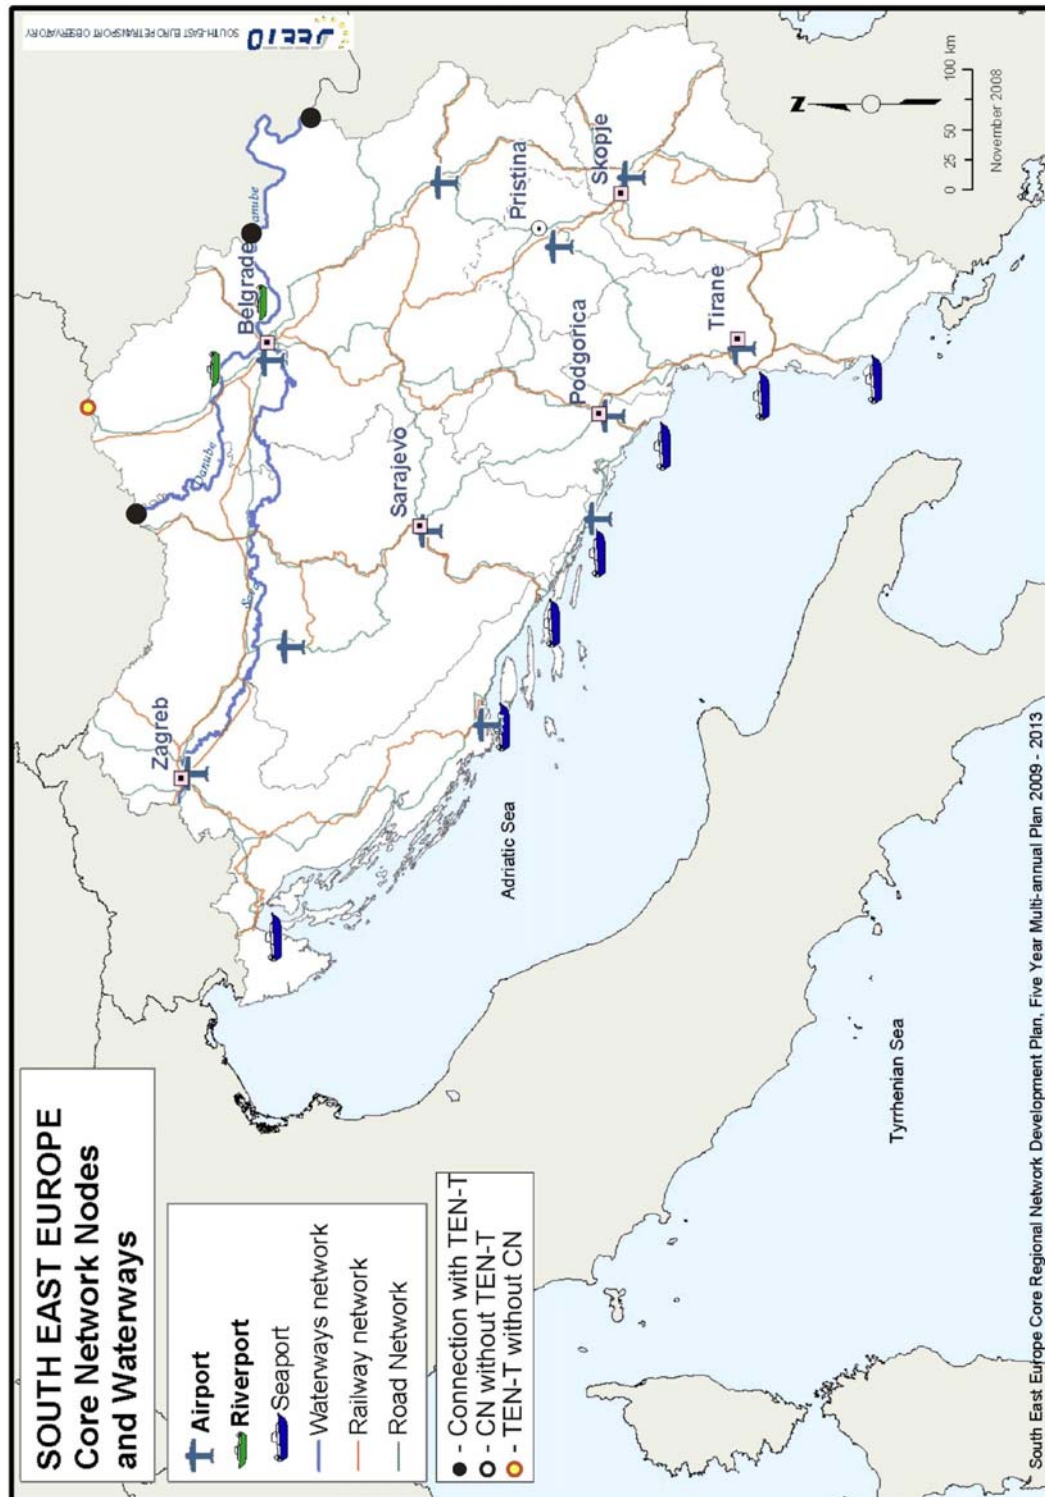 SOUTH EAST EUROPE
Core Network Nodes
and Waterways
Airport
Riverport
Seaport
Waterways network
Railway network
Road Network
- Connection with TEN-T
- CN without TEN-T
- TEN-T without CN
SOUTH-EAST EUROPE TRANSPORT OBSERVATORY
Zagreb
Sava
Danube
Belgrade
Sarajevo
Podgorica
Pristina
Skopje
Tirane
Adriatic Sea
Tyrrhenian Sea
N
0 25 50 100 km
November 2008
South East Europe Core Regional Network Development Plan, Five Year Multi-annual Plan 2009 - 2013